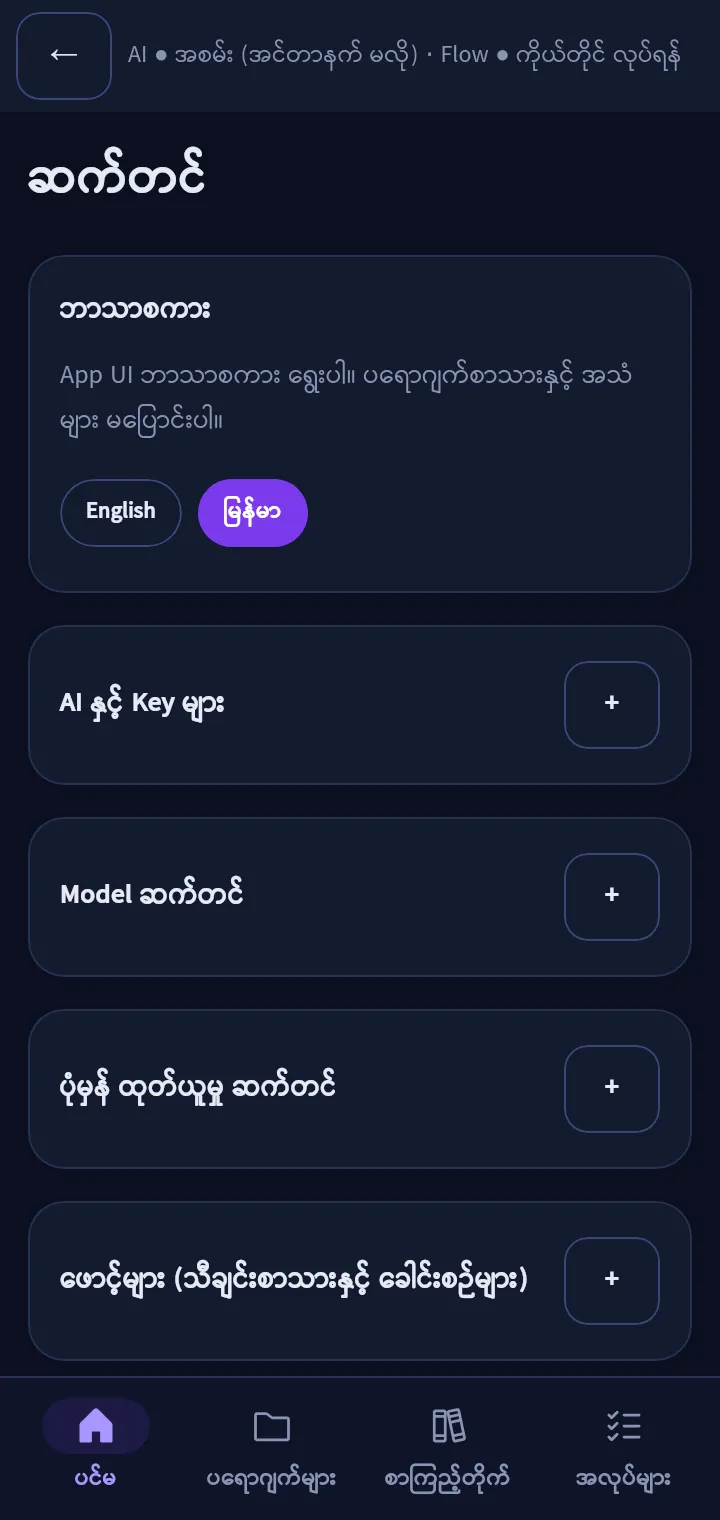 ←
AI ● အစမ်း (အင်တာနက် မလို) · Flow ● ကိုယ်တိုင် လုပ်ရန်
ဆက်တင်
ဘာသာစကား
App UI ဘာသာစကား ရွေးပါ။ ပရောဂျက်စာသားနှင့် အသံ
များ မပြောင်းပါ။
English
မြန်မာ
AI နှင့် Key များ
+
Model ဆက်တင်
+
ပုံမှန် ထုတ်ယူမှု ဆက်တင်
+
ဖောင့်များ (သီချင်းစာသားနှင့် ခေါင်းစဉ်များ)
+
ပင်မ
ပရောဂျက်များ
စာကြည့်တိုက်
အလုပ်များ